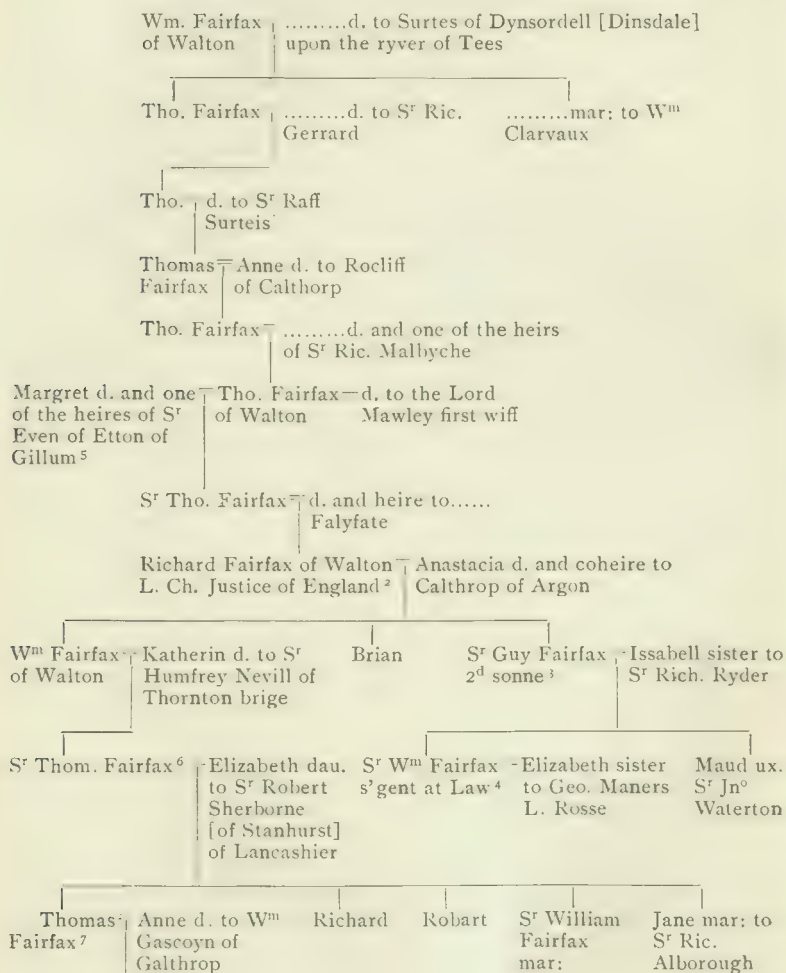 Wm. Fairfax .........d. to Surtes of Dynsordell [Dinsdale]
of Walton upon the ryver of Tees
Tho. Fairfax .........d. to Sʳ Ric. .........mar: to Wᵐ
Gerrard Clarvaux
Tho. d. to Sʳ Raff
Surteis
Thomas Anne d. to Rocliff
Fairfax of Calthorp
Tho. Fairfax .........d. and one of the heirs
of Sʳ Ric. Malbyche
Margret d. and one Tho. Fairfax—d. to the Lord
of the heires of Sʳ of Walton Mawley first wiff
Even of Etton of
Gillum ⁵
Sʳ Tho. Fairfax d. and heire to......
Falyfate
Richard Fairfax of Walton Anastacia d. and coheire to
L. Ch. Justice of England ² Calthrop of Argon
Wᵐ Fairfax Katherin d. to Sʳ Brian Sʳ Guy Fairfax Issabell sister to
of Walton Humfrey Nevill of 2ᵈ sonne ³ Sʳ Rich. Ryder
Thornton brige
Sʳ Thom. Fairfax ⁶ Elizabeth dau. Sʳ Wᵐ Fairfax Elizabeth sister Maud ux.
to Sʳ Robert s'gent at Law ⁴ to Geo. Maners Sʳ Jnº
Sherborne L. Rosse Waterton
[of Stanhurst]
of Lancashier
Thomas Anne d. to Wᵐ Richard Robart Sʳ William Jane mar: to
Fairfax ⁷ Gascoyn of Fairfax Sʳ Ric.
Galthrop mar: Alborough